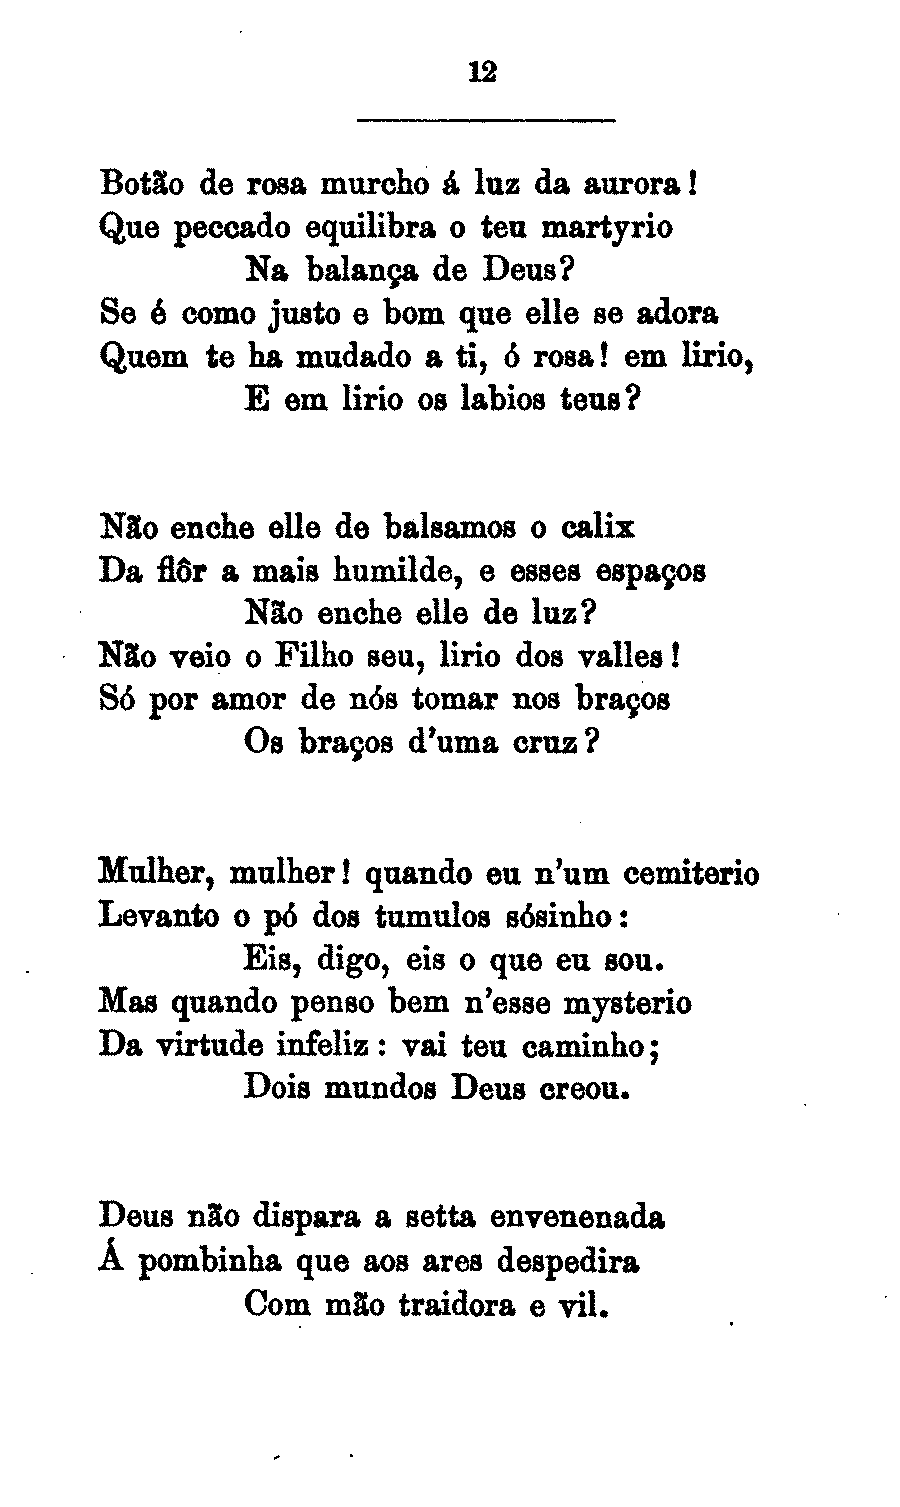 12
Botão de rosa murcho á luz da aurora!
Que peccado equilibra o teu martyrio
Na balança de Deus?
Se é como justo e bom que elle se adora
Quem te ha mudado a ti, ó rosa! em lirio,
E em lirio os labios teus?
Não enche elle de balsamos o calix
Da flôr a mais humilde, e esses espaços
Não enche elle de luz?
Não veio o Filho seu, lirio dos valles!
Só por amor de nós tomar nos braços
Os braços d'uma cruz?
Mulher, mulher! quando eu n'um cemiterio
Levanto o pó dos tumulos sósinho:
Eis, digo, eis o que eu sou.
Mas quando penso bem n'esse mysterio
Da virtude infeliz: vai teu caminho;
Dois mundos Deus creou.
Deus não dispara a setta envenenada
Á pombinha que aos ares despedira
Com mão traidora e vil.